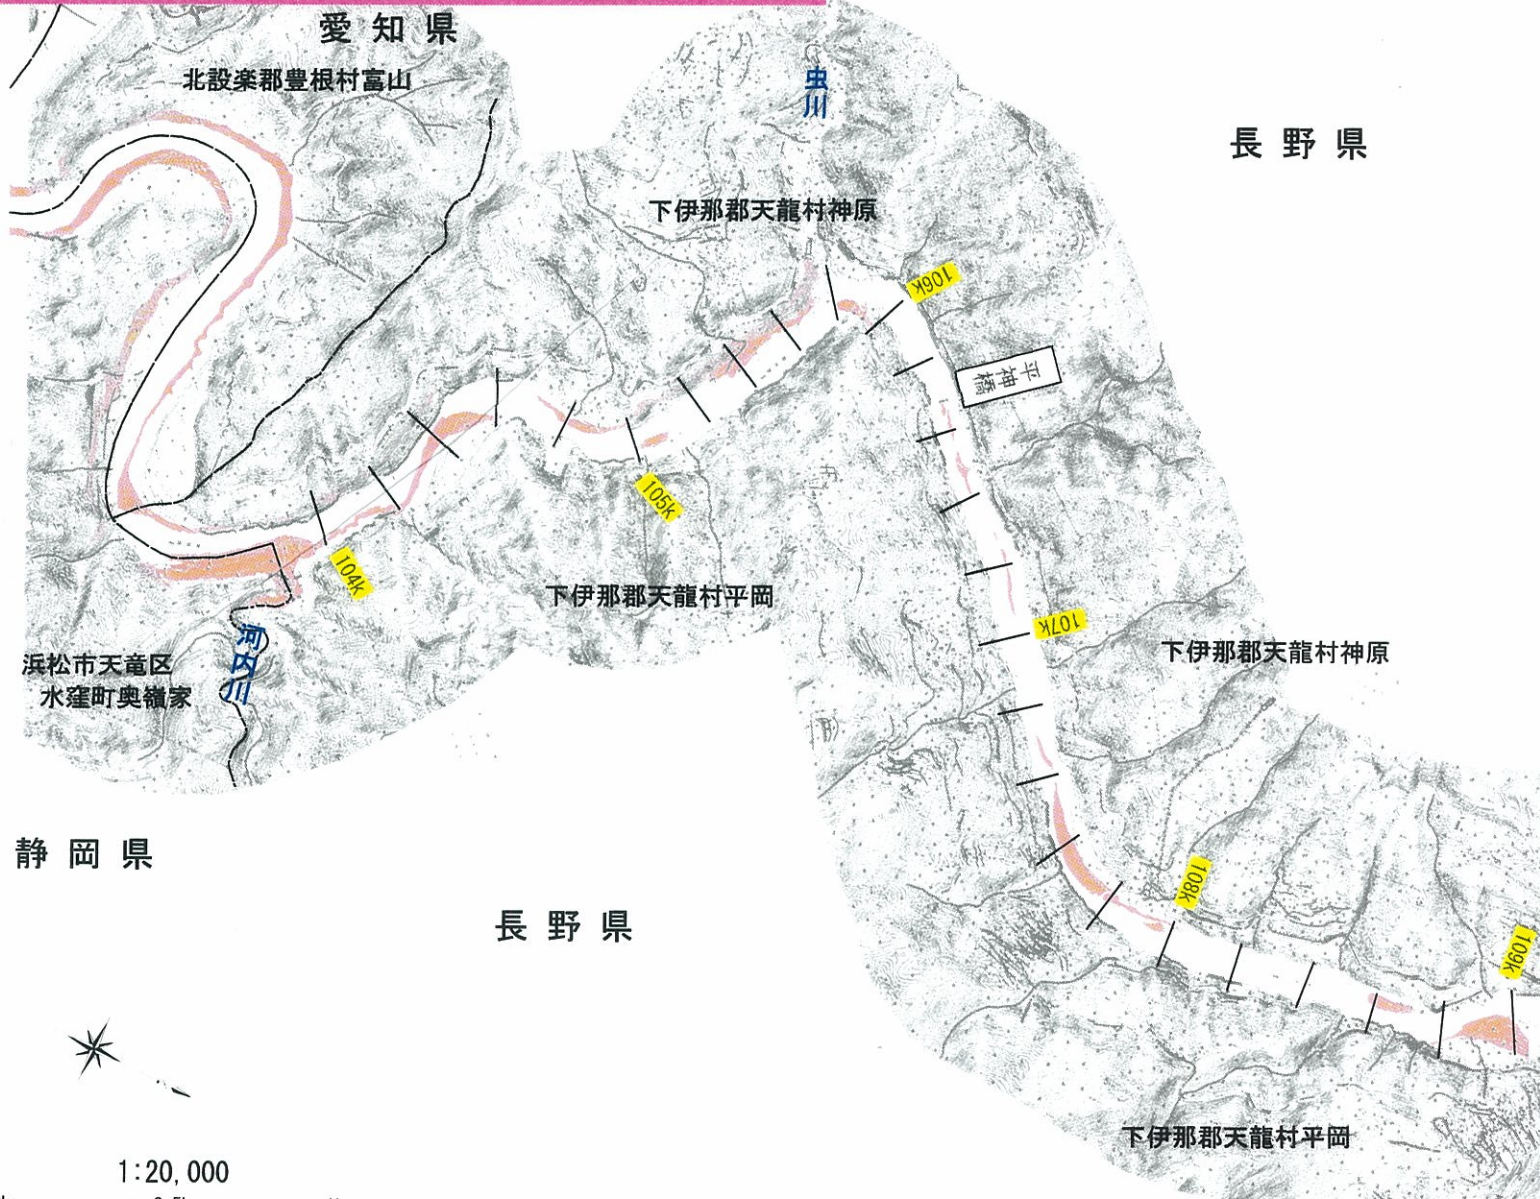 愛知県
北設楽郡豊根村富山
虫川
長野県
下伊那郡天龍村神原
106k
平神橋
105k
104k
下伊那郡天龍村平岡
107k
下伊那郡天龍村神原
河内川
浜松市天竜区
水窪町奥領家
静岡県
108k
長野県
109k
下伊那郡天龍村平岡
1:20,000